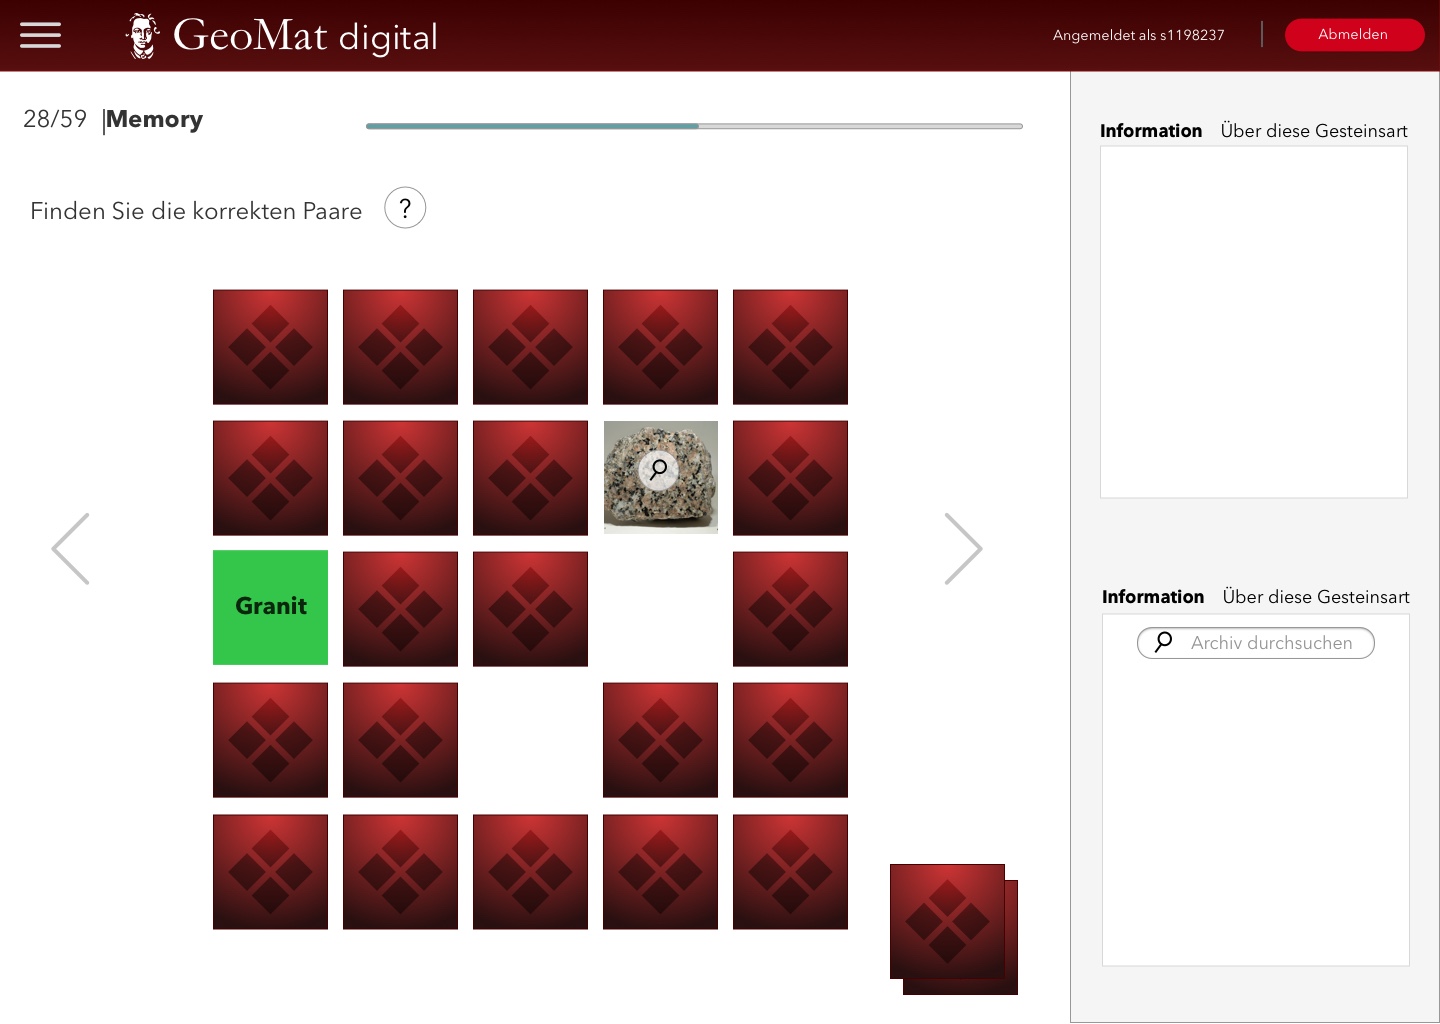 GeoMat digital
Angemeldet als s1198237
Abmelden
28/59 | Memory
Finden Sie die korrekten Paare ?
Granit
Information Über diese Gesteinsart
Information Über diese Gesteinsart
Archiv durchsuchen